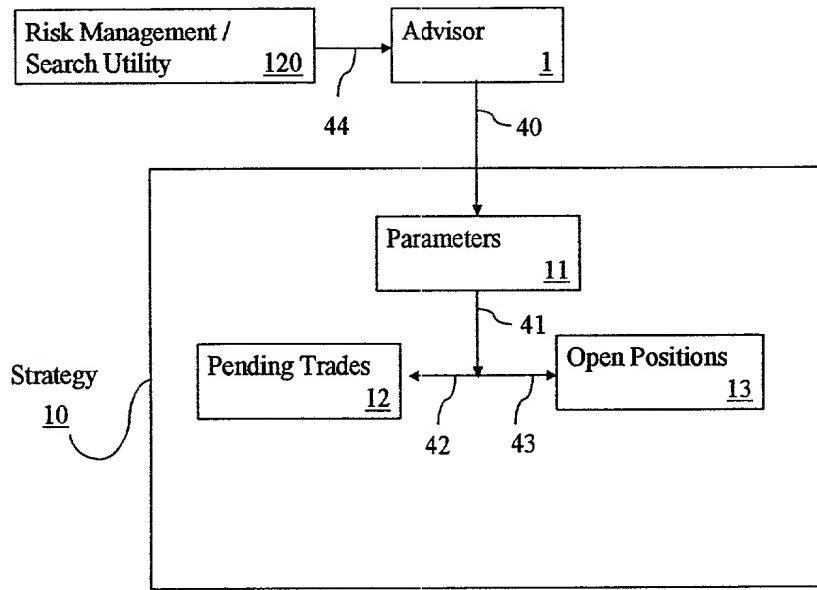 Risk Management /
Search Utility 120
Advisor
1
44
40
Parameters
11
41
Pending Trades
12
Open Positions
13
Strategy
10
42
43